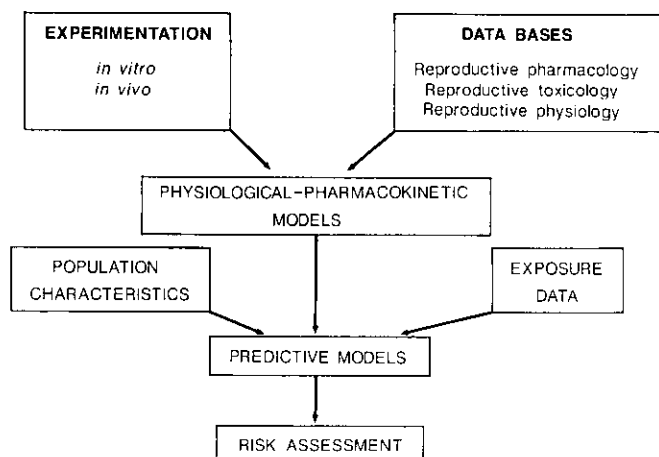 EXPERIMENTATION
in vitro
in vivo
DATA BASES
Reproductive pharmacology
Reproductive toxicology
Reproductive physiology
PHYSIOLOGICAL-PHARMACOKINETIC
MODELS
POPULATION
CHARACTERISTICS
EXPOSURE
DATA
PREDICTIVE MODELS
RISK ASSESSMENT